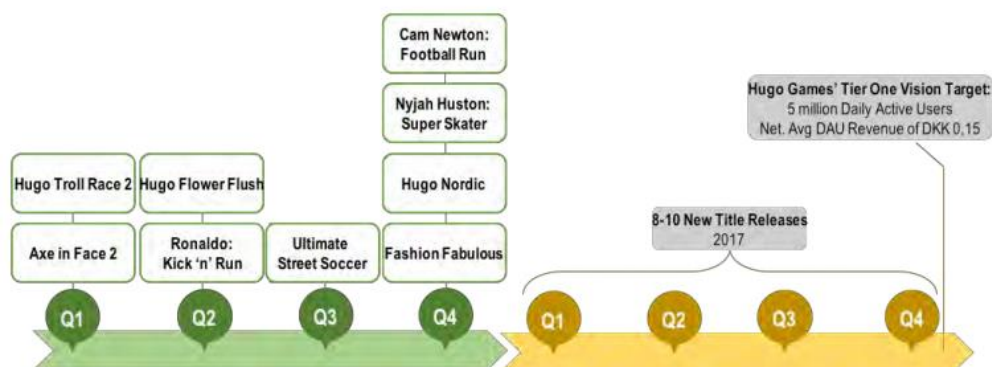 Cam Newton:
Football Run
Nyjah Huston:
Super Skater
Hugo Games' Tier One Vision Target:
5 million Daily Active Users
Net. Avg DAU Revenue of DKK 0,15
Hugo Troll Race 2
Hugo Flower Flush
Hugo Nordic
8-10 New Title Releases
2017
Axe in Face 2
Ronaldo:
Kick 'n' Run
Ultimate
Street Soccer
Fashion Fabulous
Q1
Q2
Q3
Q4
Q1
Q2
Q3
Q4